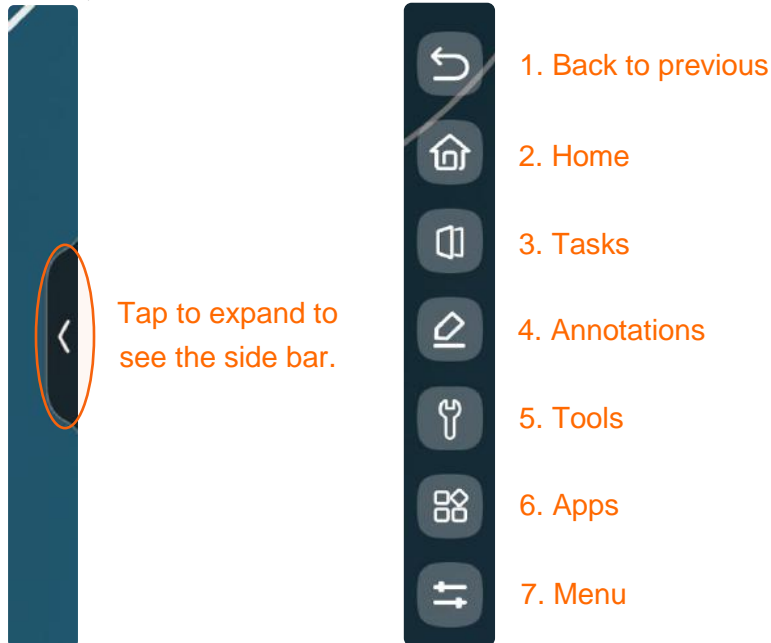 Tap to expand to
see the side bar.
1. Back to previous
2. Home
3. Tasks
4. Annotations
5. Tools
6. Apps
7. Menu